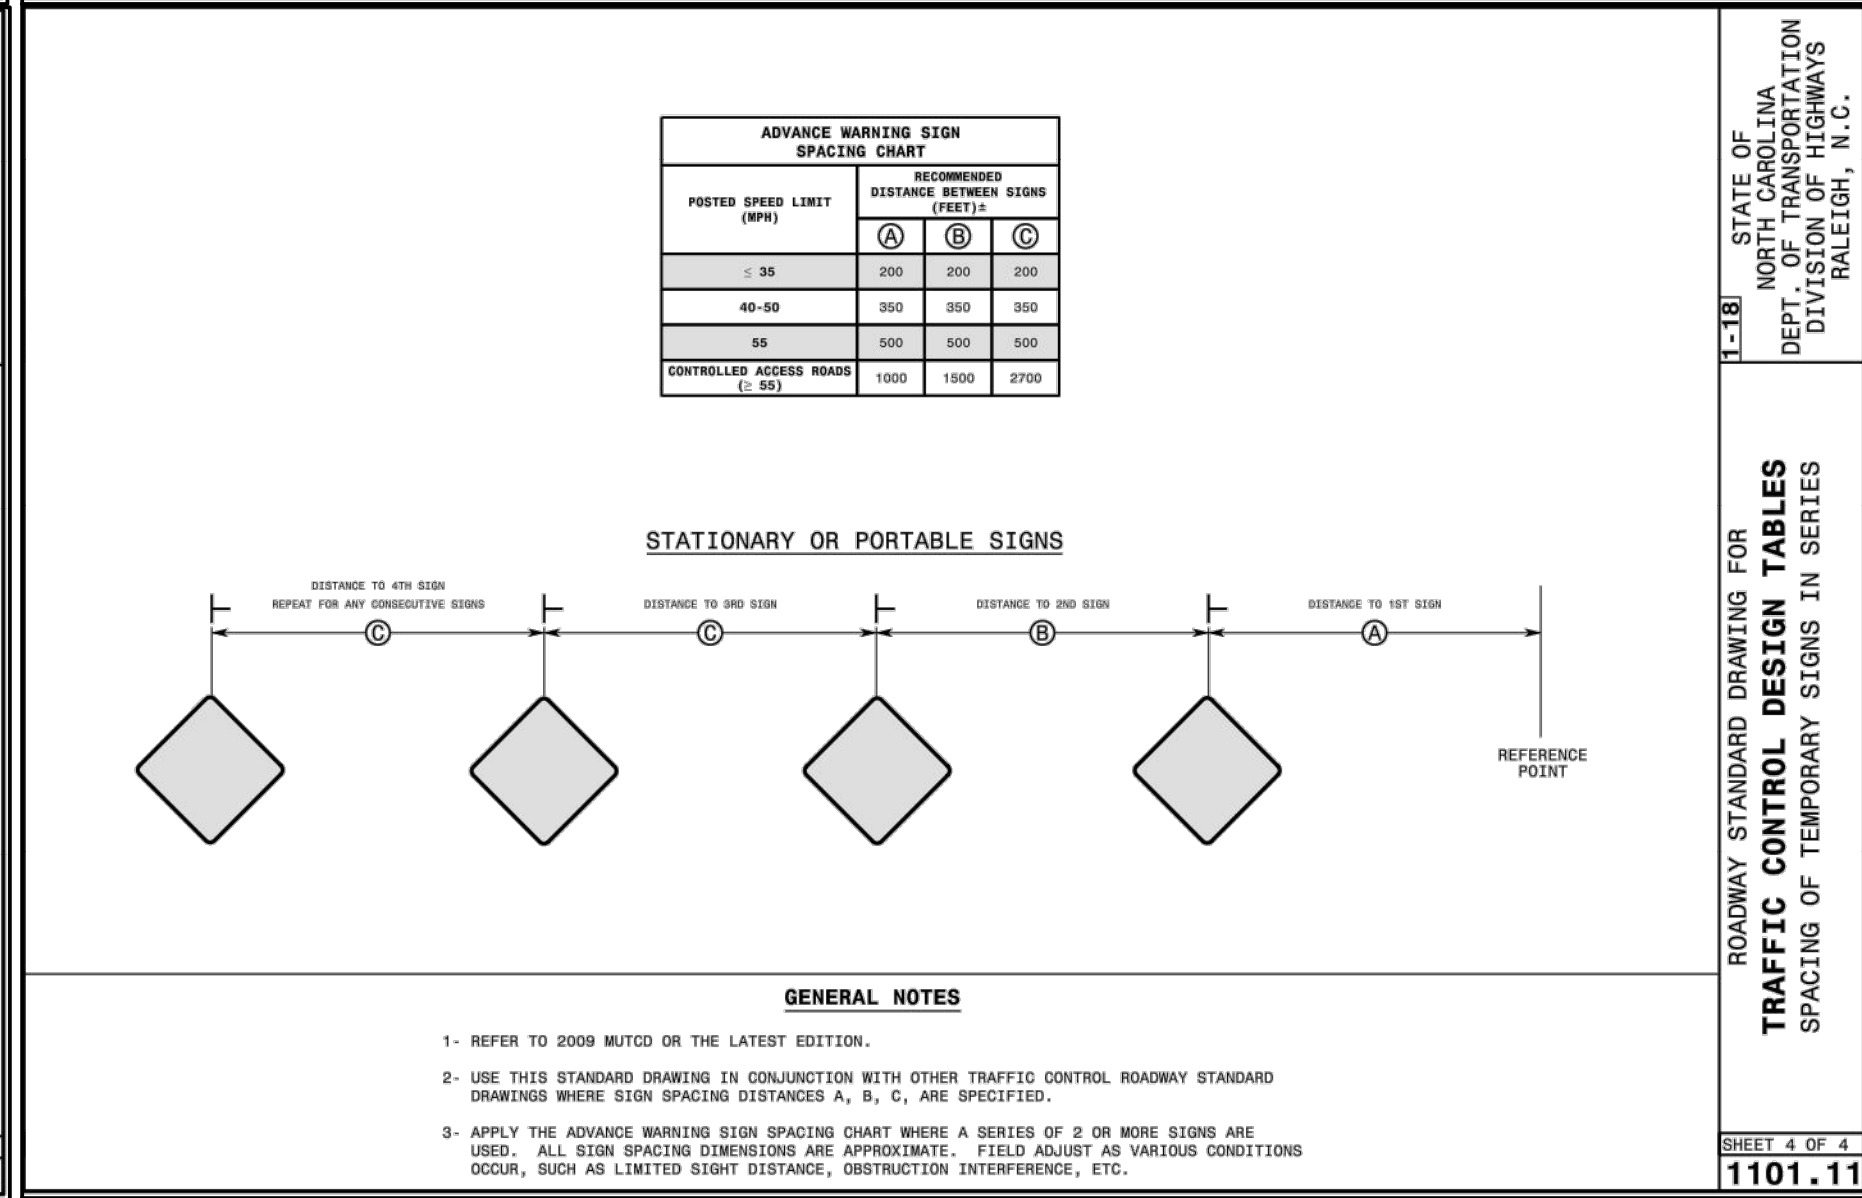 ADVANCE WARNING SIGN
SPACING CHART
POSTED SPEED LIMIT
(MPH)
RECOMMENDED
DISTANCE BETWEEN SIGNS
(FEET)±
A B C
≤ 35 200 200 200
40-50 350 350 350
55 500 500 500
CONTROLLED ACCESS ROADS
(≥ 55)
1000 1500 2700
STATIONARY OR PORTABLE SIGNS
DISTANCE TO 4TH SIGN
REPEAT FOR ANY CONSECUTIVE SIGNS
DISTANCE TO 3RD SIGN
DISTANCE TO 2ND SIGN
DISTANCE TO 1ST SIGN
C C B A
REFERENCE
POINT
GENERAL NOTES
1- REFER TO 2009 MUTCD OR THE LATEST EDITION.
2- USE THIS STANDARD DRAWING IN CONJUNCTION WITH OTHER TRAFFIC CONTROL ROADWAY STANDARD
DRAWINGS WHERE SIGN SPACING DISTANCES A, B, C, ARE SPECIFIED.
3- APPLY THE ADVANCE WARNING SIGN SPACING CHART WHERE A SERIES OF 2 OR MORE SIGNS ARE
USED. ALL SIGN SPACING DIMENSIONS ARE APPROXIMATE. FIELD ADJUST AS VARIOUS CONDITIONS
OCCUR, SUCH AS LIMITED SIGHT DISTANCE, OBSTRUCTION INTERFERENCE, ETC.
1-18
STATE OF
NORTH CAROLINA
DEPT. OF TRANSPORTATION
DIVISION OF HIGHWAYS
RALEIGH, N.C.
ROADWAY STANDARD DRAWING FOR
TRAFFIC CONTROL DESIGN TABLES
SPACING OF TEMPORARY SIGNS IN SERIES
SHEET 4 OF 4
1101.11